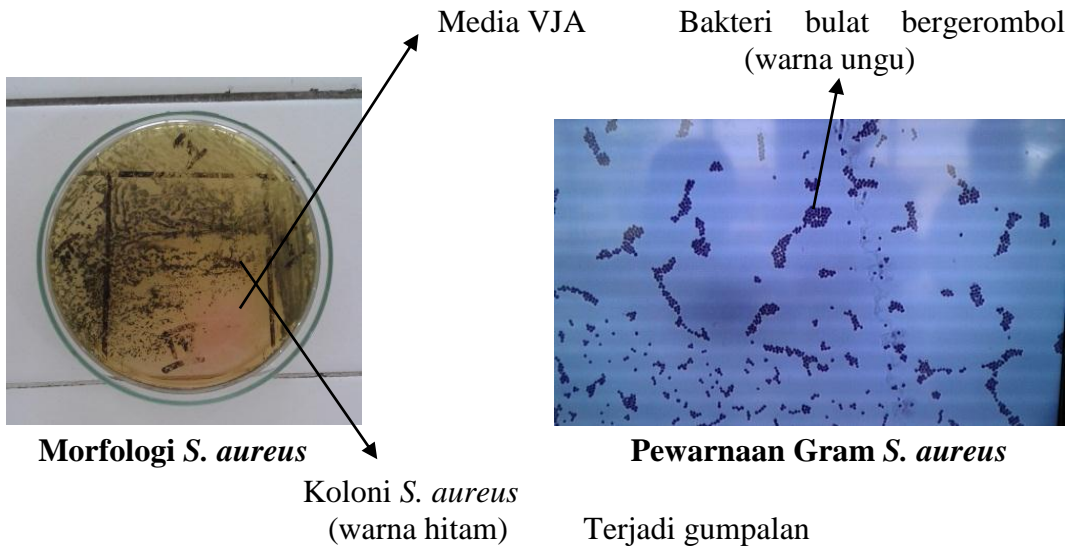 Media VJA
Bakteri bulat bergerombol
(warna ungu)
Morfologi S. aureus
Pewarnaan Gram S. aureus
Koloni S. aureus
(warna hitam)
Terjadi gumpalan